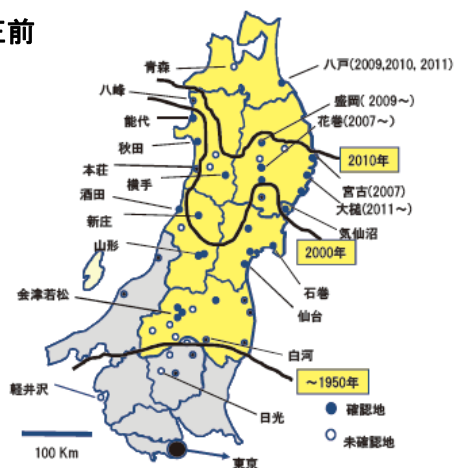 三前
青森
八戸(2009,2010, 2011)
八峰
盛岡( 2009～)
能代
花巻(2007～)
秋田
2010年
本荘
横手
宮古(2007)
酒田
大槌(2011～)
新庄
気仙沼
山形
2000年
石巻
会津若松
仙台
白河
～1950年
軽井沢
確認地
日光
未確認地
100 Km
東京